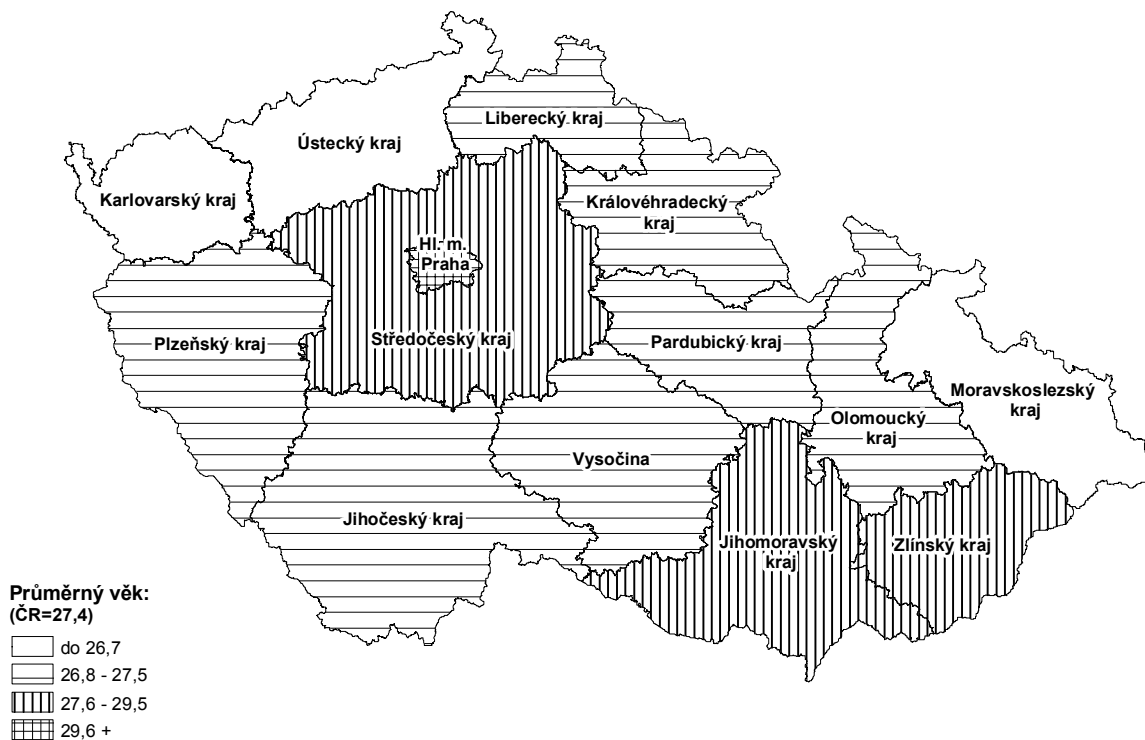 Liberecký kraj
Ústecký kraj
Karlovarský kraj
Královéhradecký
kraj
Hl. m.
Praha
Plzeňský kraj
Středočeský kraj
Pardubický kraj
Moravskoslezský
kraj
Olomoucký
kraj
Vysočina
Jihočeský kraj
Jihomoravský
kraj
Zlínský kraj
Průměrný věk:
(ČR=27,4)
do 26,7
26,8 - 27,5
27,6 - 29,5
29,6 +